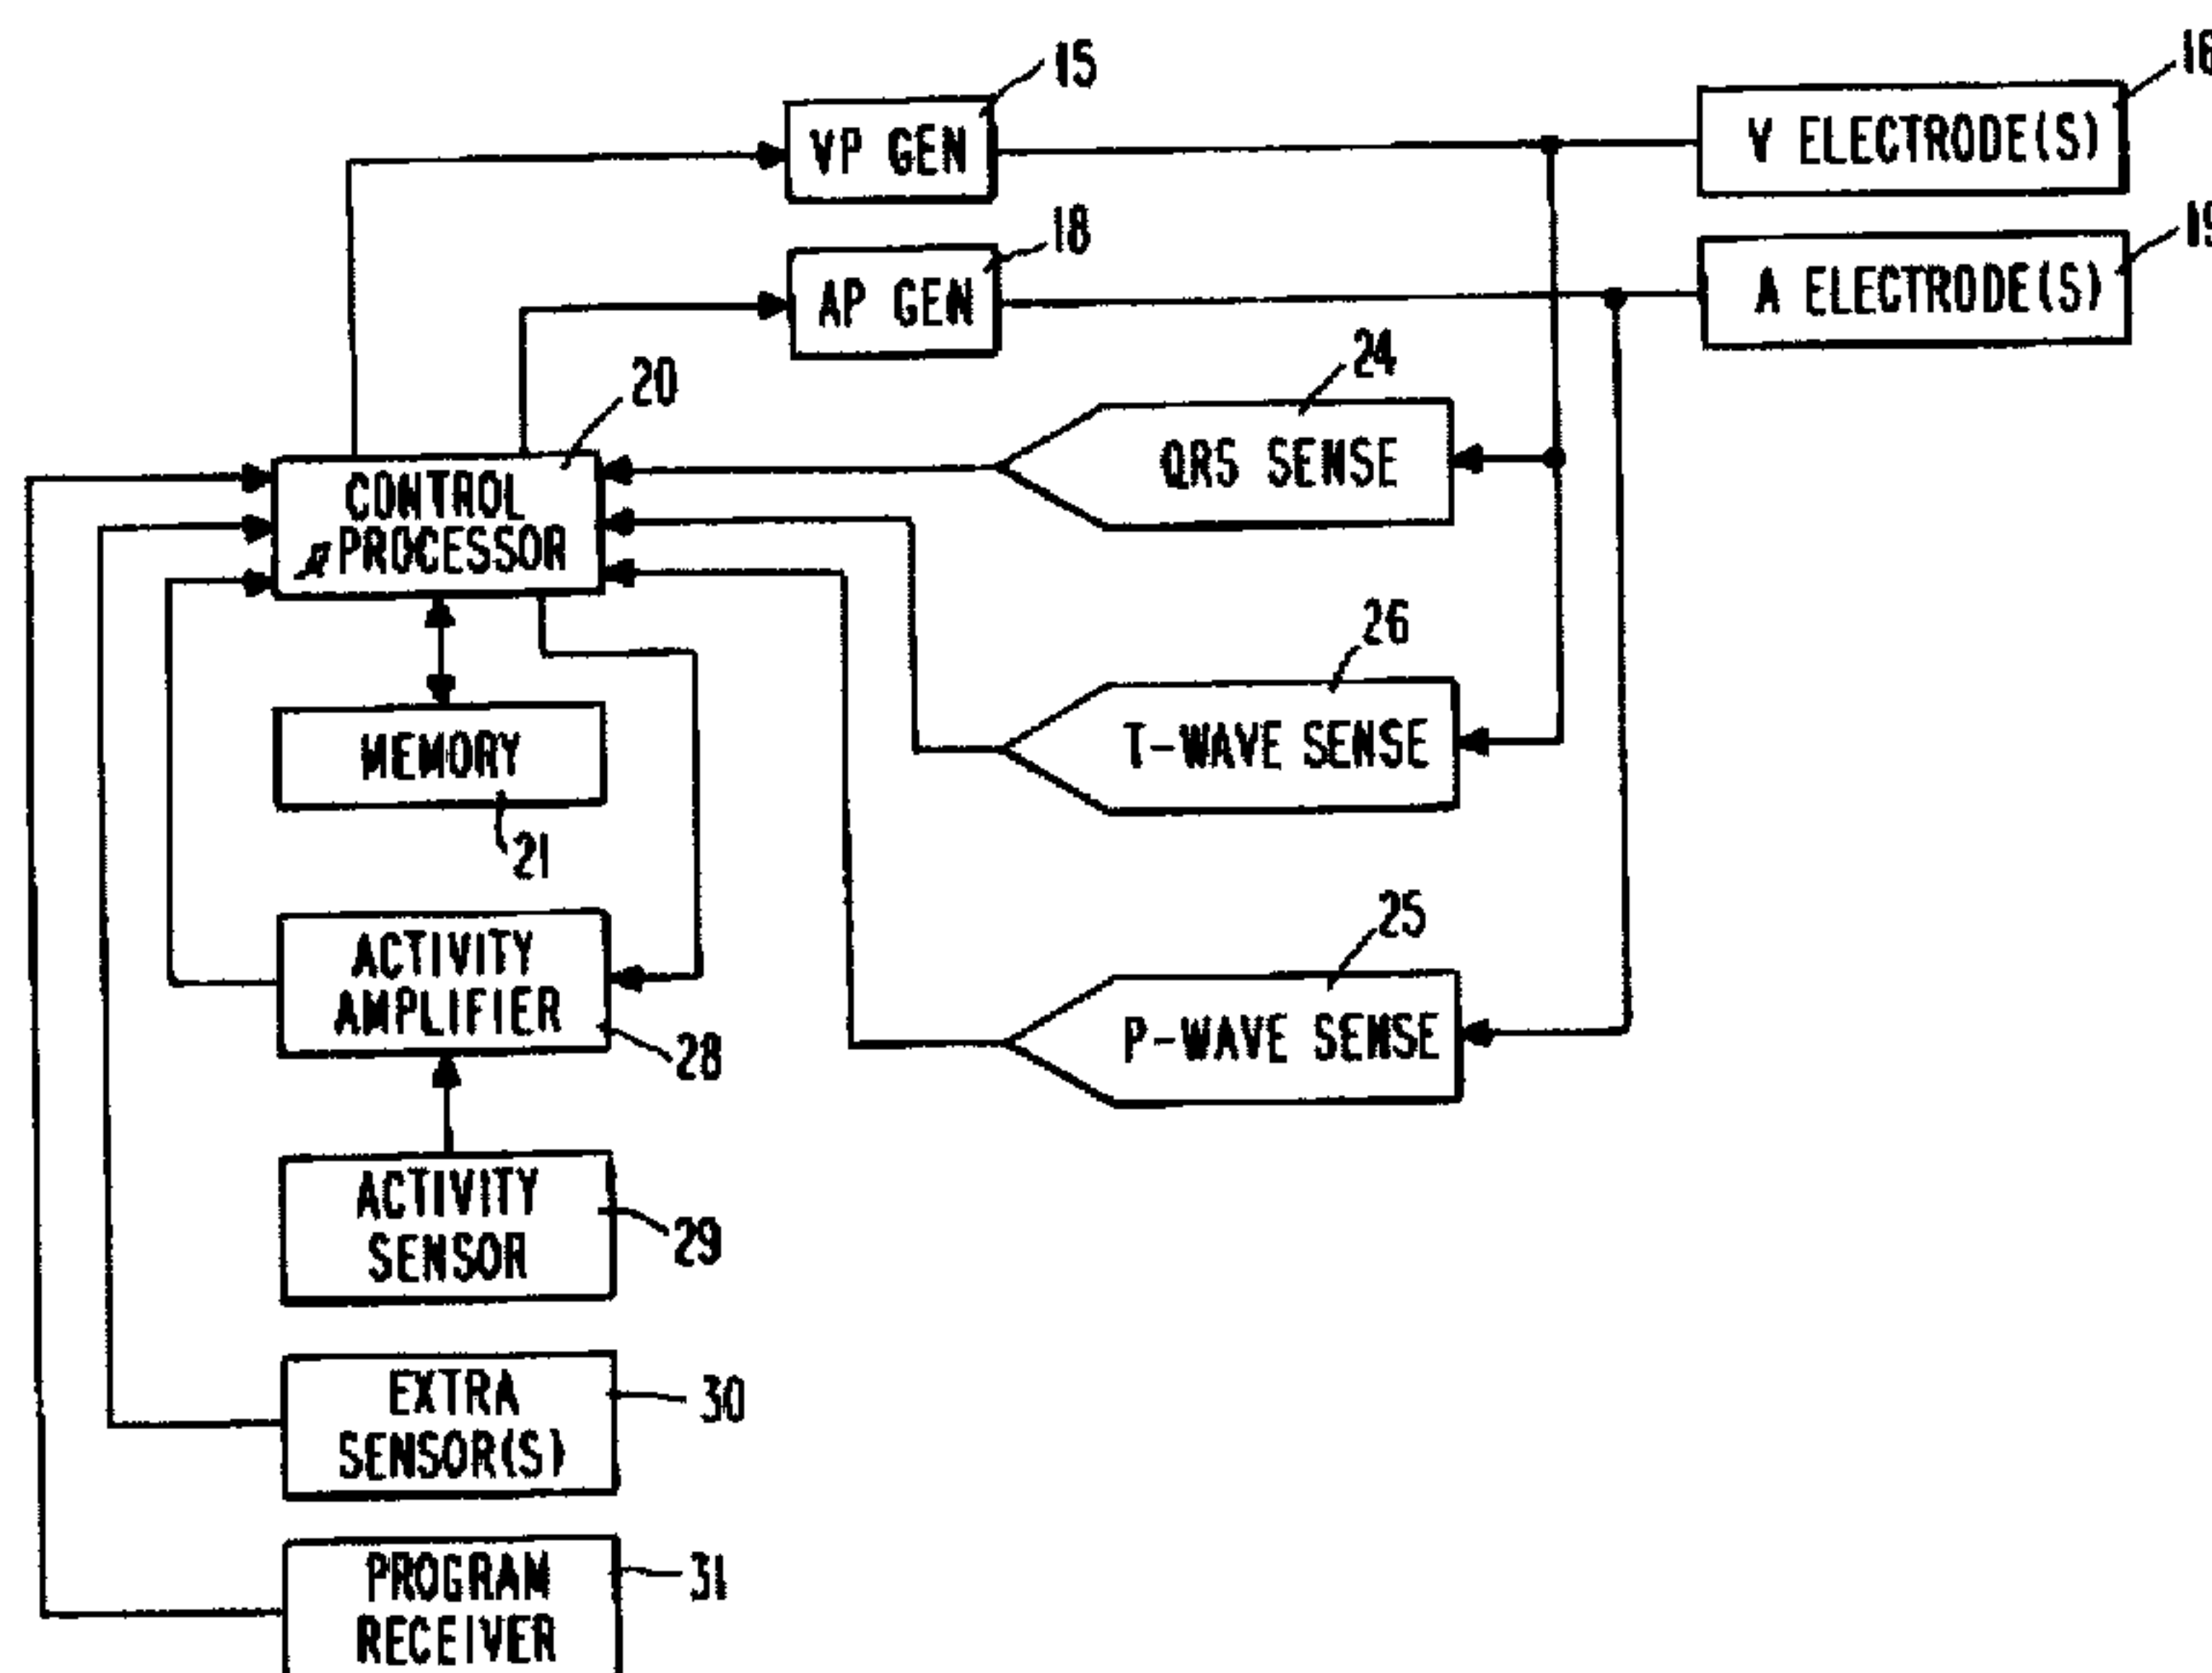 15
VP GEN
16
V ELECTRODE(S)
18
AP GEN
19
A ELECTRODE(S)
20
CONTROL
μPROCESSOR
24
QRS SENSE
26
T-WAVE SENSE
MEMORY
21
25
P-WAVE SENSE
ACTIVITY
AMPLIFIER
28
ACTIVITY
SENSOR
29
EXTRA
SENSOR(S)
30
PROGRAM
RECEIVER
31